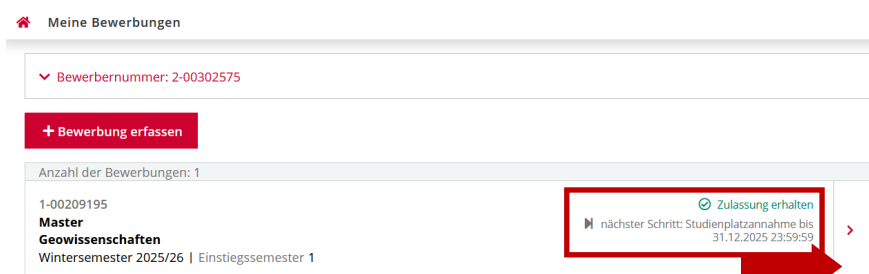 Meine Bewerbungen
Bewerbernummer: 2-00302575
+ Bewerbung erfassen
Anzahl der Bewerbungen: 1
1-00209195
Master
Geowissenschaften
Wintersemester 2025/26 | Einstiegssemester 1
Zulassung erhalten
nächster Schritt: Studienplatzannahme bis
31.12.2025 23:59:59